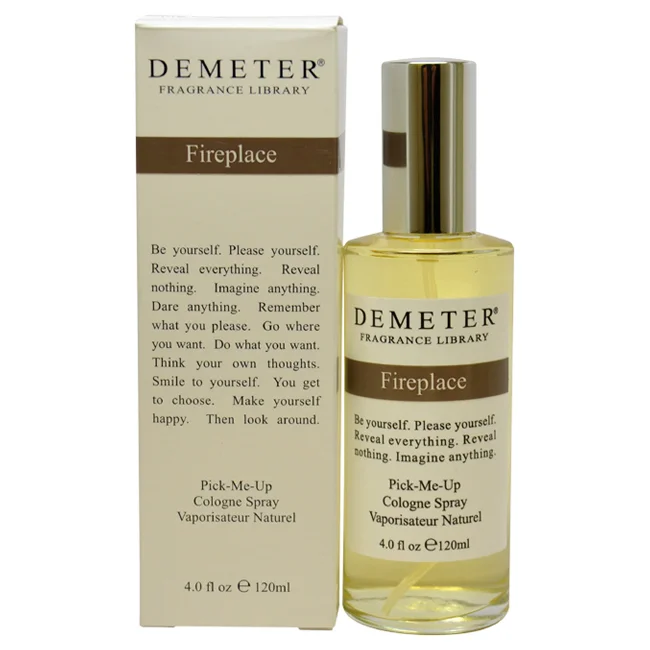 DEMETER®
FRAGRANCE LIBRARY
Fireplace
Be yourself. Please yourself.
Reveal everything. Reveal
nothing. Imagine anything.
Dare anything. Remember
what you please. Go where
you want. Do what you want.
Think your own thoughts.
Smile to yourself. You get
to choose. Make yourself
happy. Then look around.
Pick-Me-Up
Cologne Spray
Vaporisateur Naturel
4.0 fl oz ℮ 120ml
DEMETER®
FRAGRANCE LIBRARY
Fireplace
Be yourself. Please yourself.
Reveal everything. Reveal
nothing. Imagine anything.
Pick-Me-Up
Cologne Spray
Vaporisateur Naturel
4.0 fl oz ℮120ml